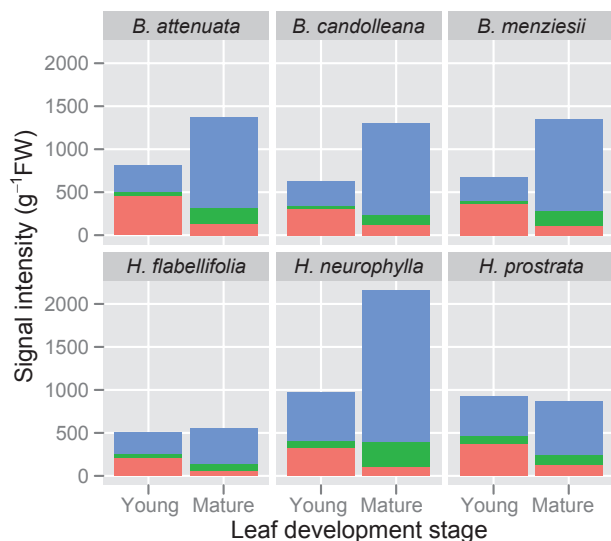 B. attenuata
B. candolleana
B. menziesii
2000
1500
1000
500
0
H. flabellifolia
H. neurophylla
H. prostrata
2000
1500
1000
500
0
Signal intensity (g⁻¹FW)
Young Mature
Young Mature
Young Mature
Leaf development stage